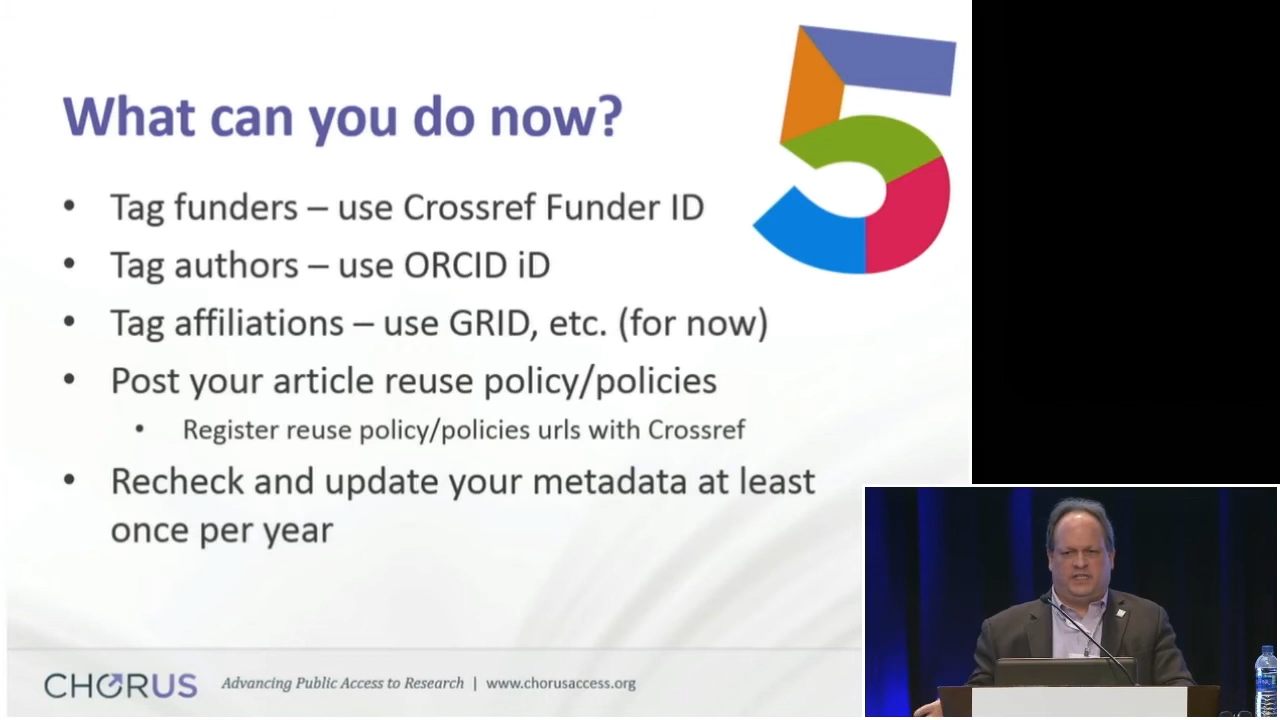 What can you do now?
5
• Tag funders – use Crossref Funder ID
• Tag authors – use ORCID iD
• Tag affiliations – use GRID, etc. (for now)
• Post your article reuse policy/policies
• Register reuse policy/policies urls with Crossref
• Recheck and update your metadata at least
once per year
CHORUS Advancing Public Access to Research | www.chorusaccess.org